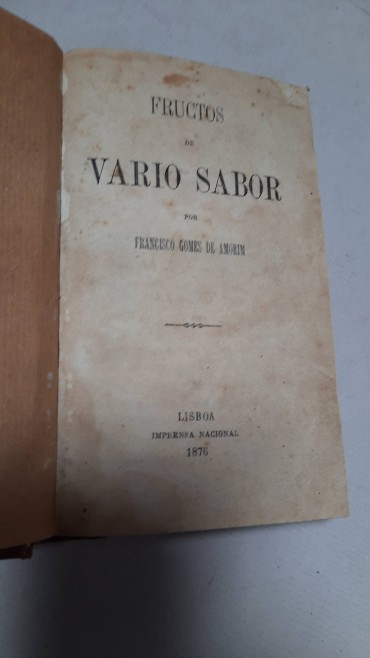 FRUCTOS
DE
VARIO SABOR
POR
FRANCISCO GOMES DE AMORIM
LISBOA
IMPRENSA NACIONAL
1876